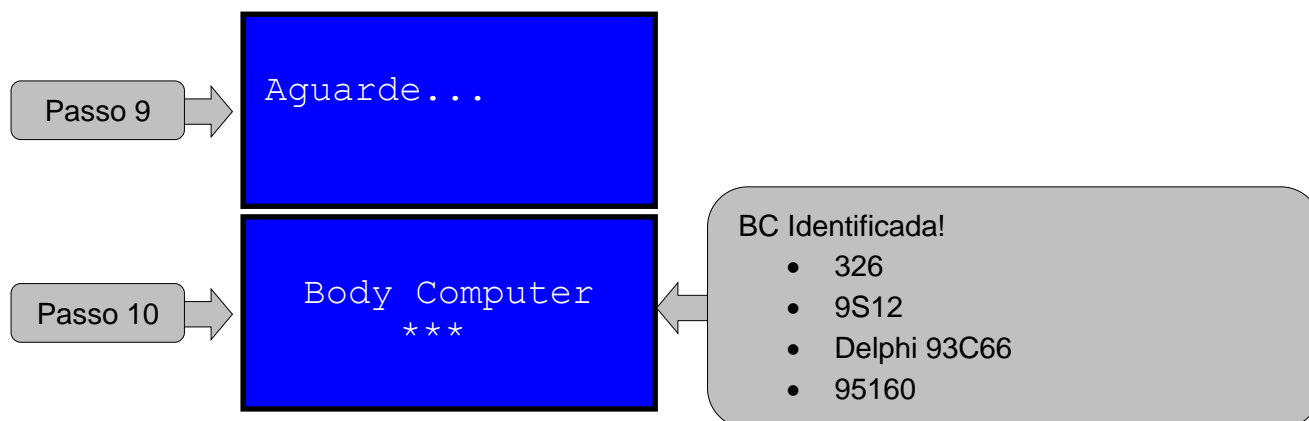 Passo 9
Aguarde...
Passo 10
Body Computer
***
BC Identificada!
• 326
• 9S12
• Delphi 93C66
• 95160